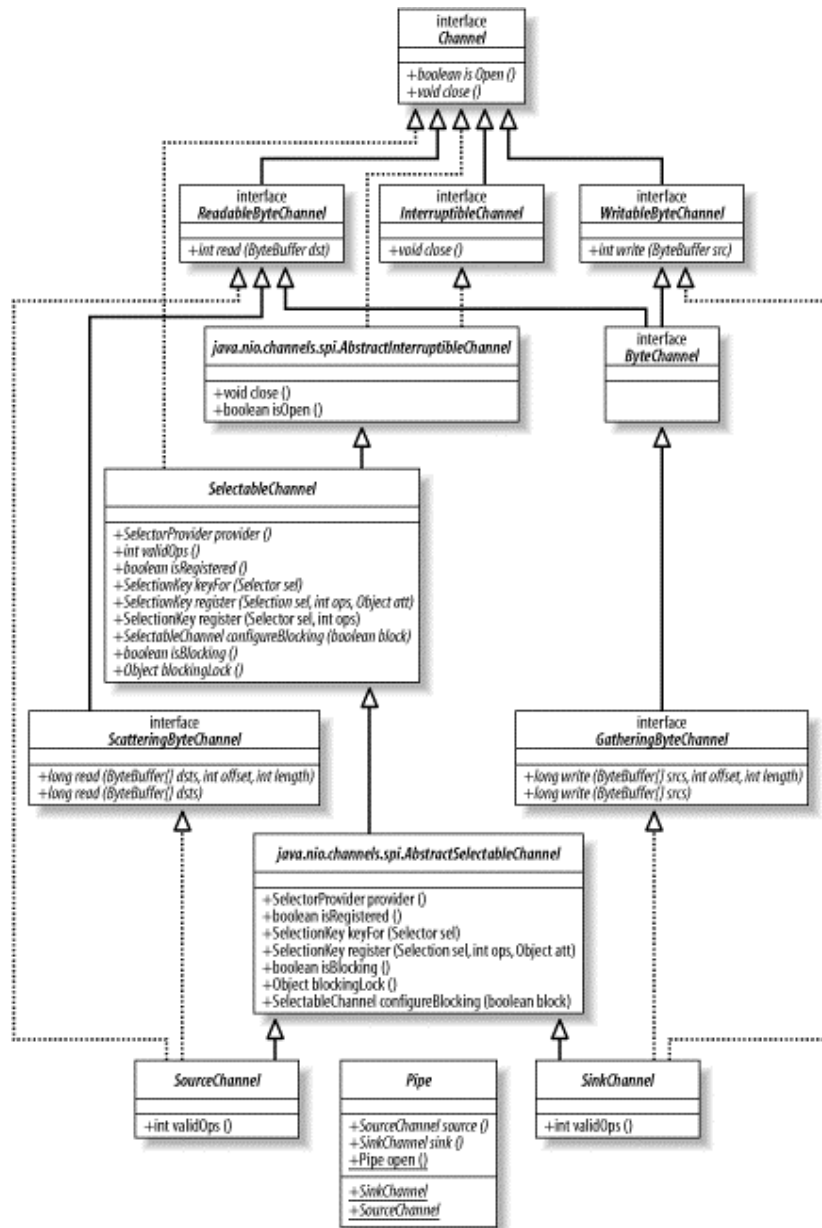 interface
Channel
+boolean is Open ()
+void close ()
interface
ReadableByteChannel
+int read (ByteBuffer dst)
interface
InterruptibleChannel
+void close ()
interface
WritableByteChannel
+int write (ByteBuffer src)
java.nio.channels.spi.AbstractInterruptibleChannel
+void close ()
+boolean isOpen ()
interface
ByteChannel
SelectableChannel
+SelectorProvider provider ()
+int validOps ()
+boolean isRegistered ()
+SelectionKey keyFor (Selector sel)
+SelectionKey register (Selection sel, int ops, Object att)
+SelectionKey register (Selector sel, int ops)
+SelectableChannel configureBlocking (boolean block)
+boolean isBlocking ()
+Object blockingLock ()
interface
ScatteringByteChannel
+long read (ByteBuffer[] dsts, int offset, int length)
+long read (ByteBuffer[] dsts)
interface
GatheringByteChannel
+long write (ByteBuffer[] srcs, int offset, int length)
+long write (ByteBuffer[] srcs)
java.nio.channels.spi.AbstractSelectableChannel
+SelectorProvider provider ()
+boolean isRegistered ()
+SelectionKey keyFor (Selector sel)
+SelectionKey register (Selection sel, int ops, Object att)
+boolean isBlocking ()
+Object blockingLock ()
+SelectableChannel configureBlocking (boolean block)
SourceChannel
+int validOps ()
Pipe
+SourceChannel source ()
+SinkChannel sink ()
+Pipe open ()
+SinkChannel
+SourceChannel
SinkChannel
+int validOps ()